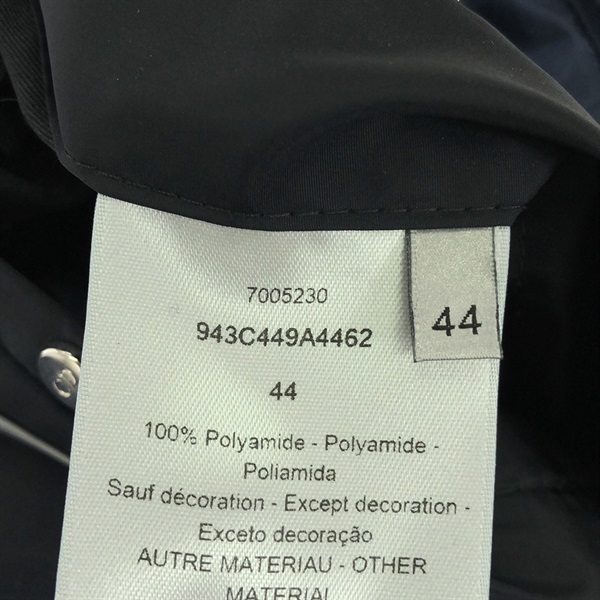 7005230
943C449A4462
44
44
100% Polyamide - Polyamide -
Poliamida
Sauf décoration - Except decoration -
Exceto decoração
AUTRE MATERIAU - OTHER
MATERIAL